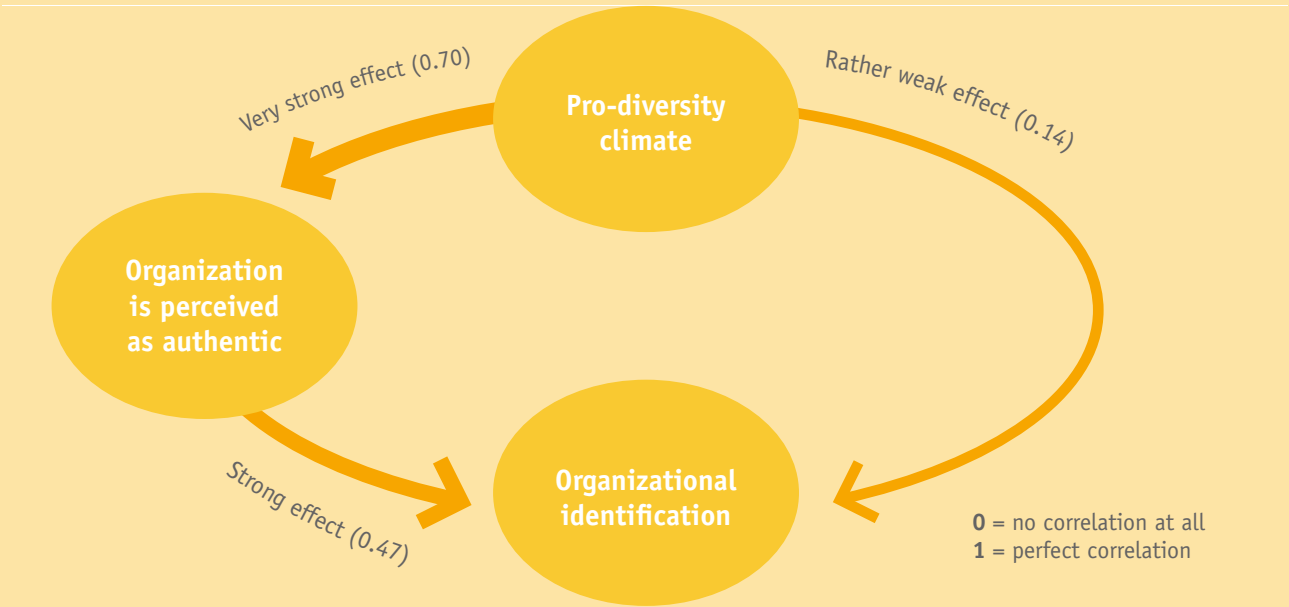 Very strong effect (0.70)
Pro-diversity
climate
Rather weak effect (0.14)
Organization
is perceived
as authentic
Strong effect (0.47)
Organizational
identification
0 = no correlation at all
1 = perfect correlation